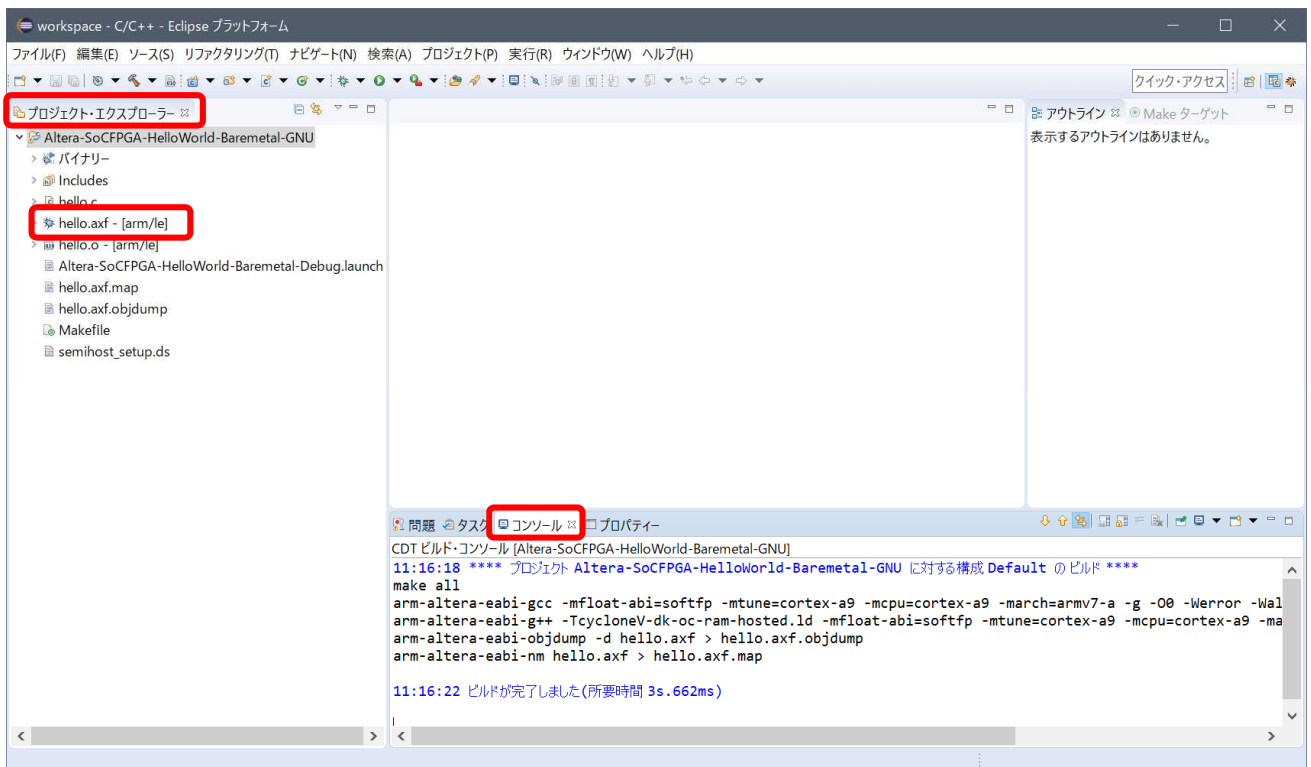 workspace - C/C++ - Eclipse プラットフォーム
ファイル(F) 編集(E) ソース(S) リファクタリング(T) ナビゲート(N) 検索(A) プロジェクト(P) 実行(R) ウィンドウ(W) ヘルプ(H)
クイック・アクセス
プロジェクト・エクスプローラー
Altera-SoCFPGA-HelloWorld-Baremetal-GNU
バイナリー
Includes
hello.c
hello.axf - [arm/le]
hello.o - [arm/le]
Altera-SoCFPGA-HelloWorld-Baremetal-Debug.launch
hello.axf.map
hello.axf.objdump
Makefile
semihost_setup.ds
アウトライン Make ターゲット
表示するアウトラインはありません。
問題 タスク コンソール プロパティー
CDT ビルド・コンソール [Altera-SoCFPGA-HelloWorld-Baremetal-GNU]
11:16:18 **** プロジェクト Altera-SoCFPGA-HelloWorld-Baremetal-GNU に対する構成 Default のビルド ****
make all
arm-altera-eabi-gcc -mfloat-abi=softfp -mtune=cortex-a9 -mcpu=cortex-a9 -march=armv7-a -g -O0 -Werror -Wal
arm-altera-eabi-g++ -TcycloneV-dk-oc-ram-hosted.ld -mfloat-abi=softfp -mtune=cortex-a9 -mcpu=cortex-a9 -ma
arm-altera-eabi-objdump -d hello.axf > hello.axf.objdump
arm-altera-eabi-nm hello.axf > hello.axf.map
11:16:22 ビルドが完了しました(所要時間 3s.662ms)